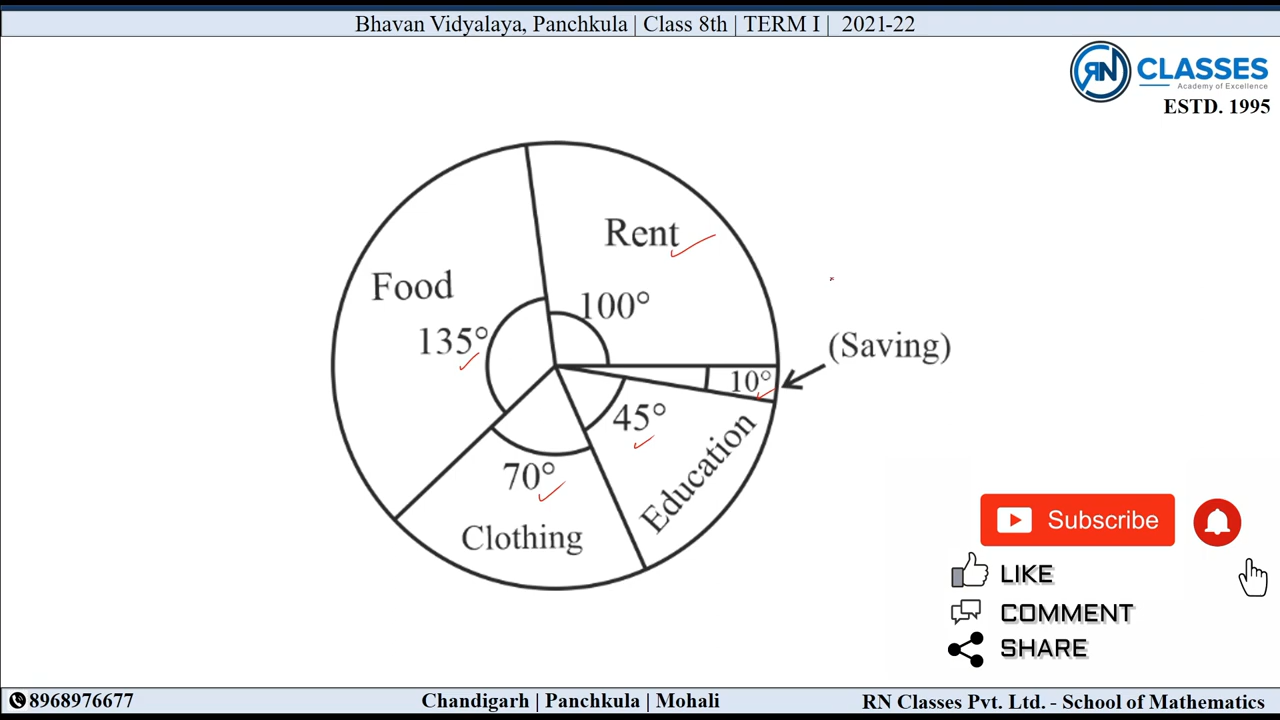 Bhavan Vidyalaya, Panchkula | Class 8th | TERM I | 2021-22
RN CLASSES
Academy of Excellence
ESTD. 1995
Rent
Food
100°
135°
(Saving)
10°
45°
70°
Education
Clothing
Subscribe
LIKE
COMMENT
SHARE
8968976677
Chandigarh | Panchkula | Mohali
RN Classes Pvt. Ltd. - School of Mathematics